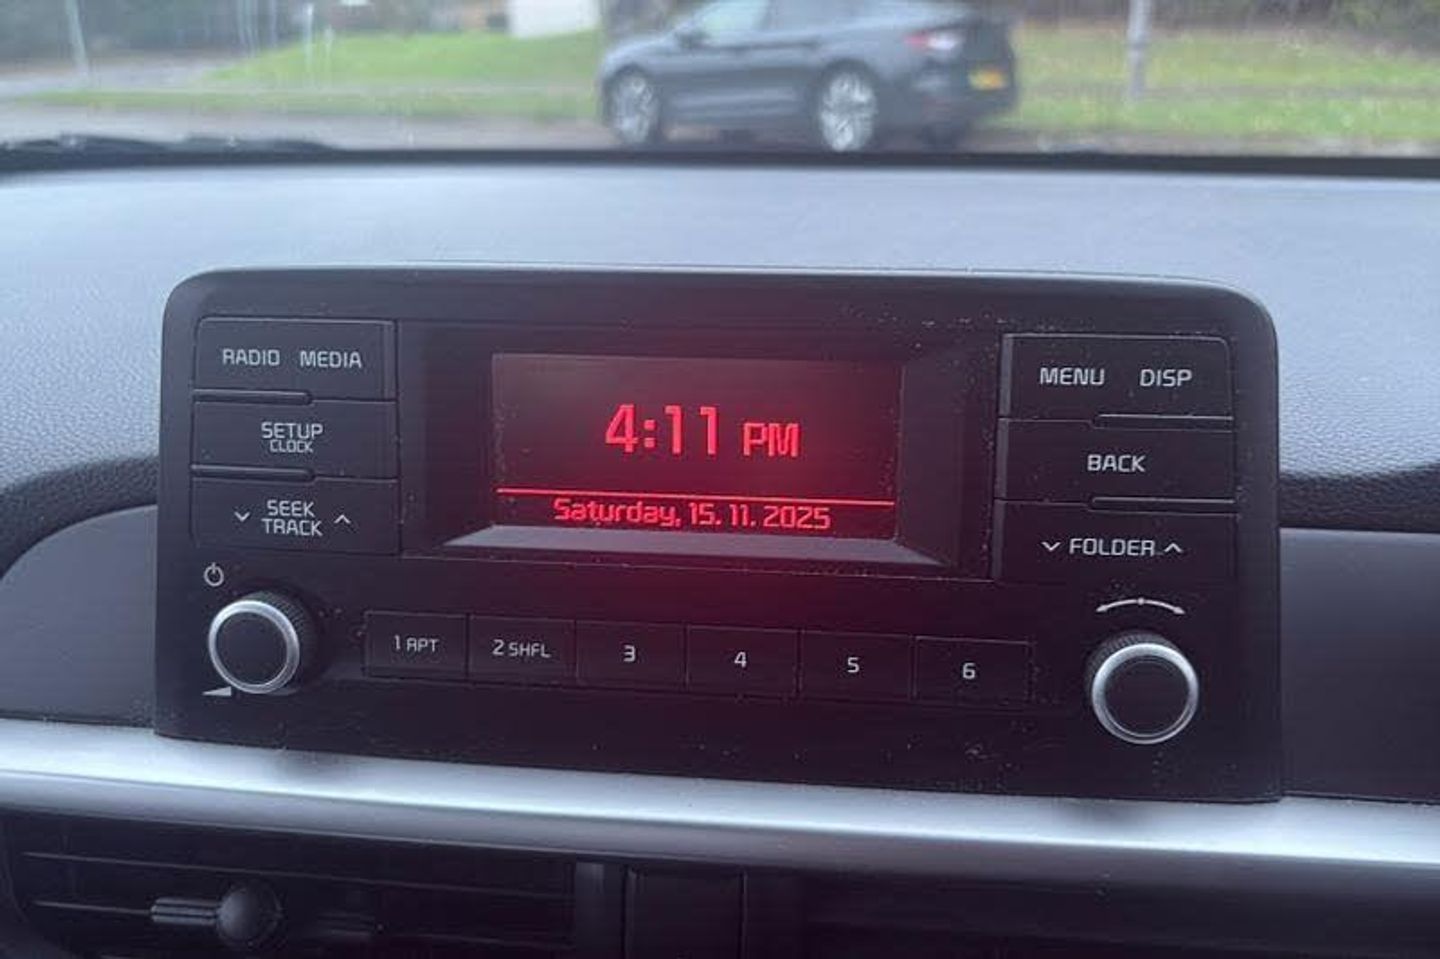 RADIO MEDIA
SETUP
CLOCK
SEEK
TRACK
4:11 PM
Saturday, 15. 11. 2025
MENU DISP
BACK
FOLDER
1 RPT
2 SHFL
3
4
5
6